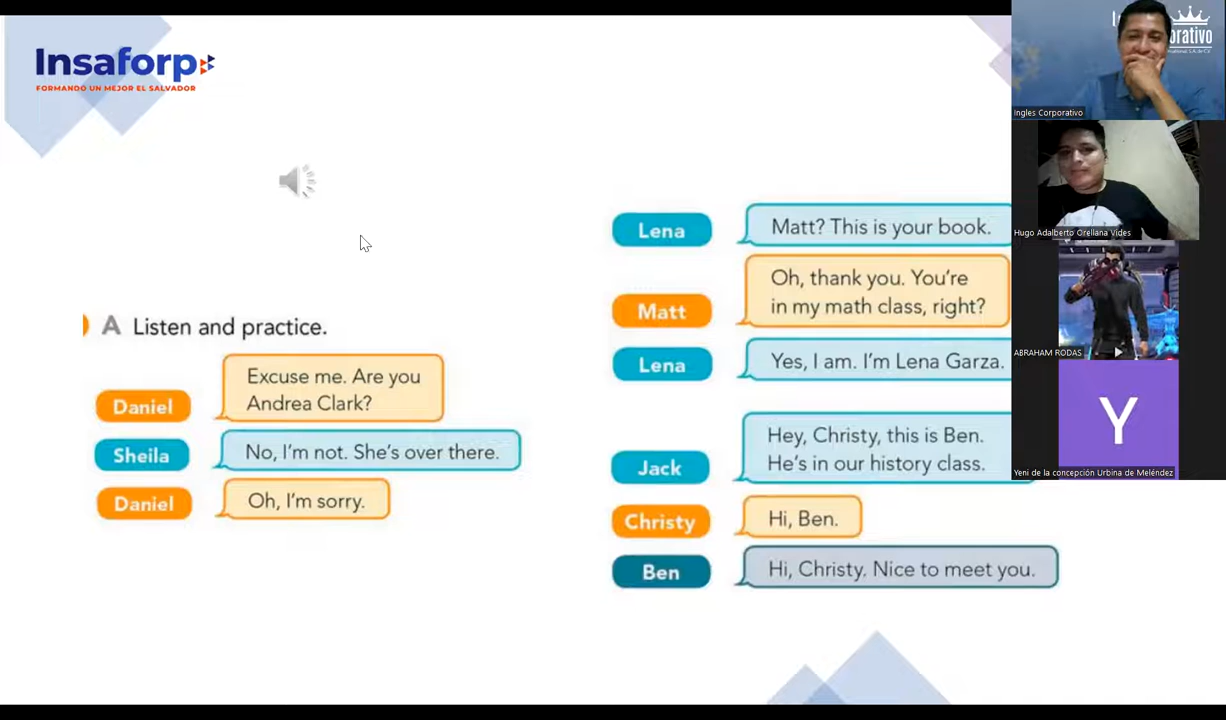 Insaforp
FORMANDO UN MEJOR EL SALVADOR
A Listen and practice.
Daniel
Excuse me. Are you
Andrea Clark?
Sheila
No, I'm not. She's over there.
Daniel
Oh, I'm sorry.
Lena
Matt? This is your book.
Matt
Oh, thank you. You're
in my math class, right?
Lena
Yes, I am. I'm Lena Garza.
Jack
Hey, Christy, this is Ben.
He's in our history class.
Christy
Hi, Ben.
Ben
Hi, Christy. Nice to meet you.
Ingles Corporativo
Hugo Adalberto Orellana Vides
ABRAHAM RODAS
Y
Yeni de la concepción Urbina de Meléndez